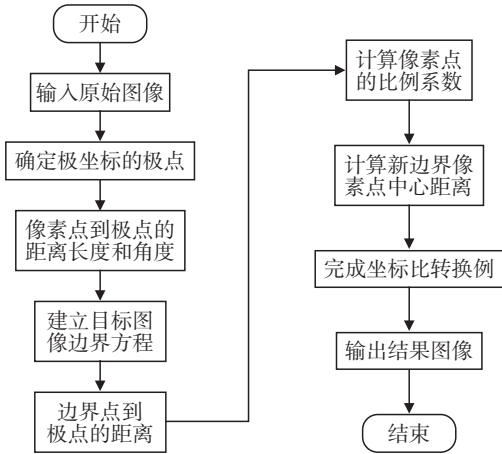 开始
输入原始图像
确定极坐标的极点
像素点到极点的
距离长度和角度
建立目标图
像边界方程
边界点到
极点的距离
计算像素点
的比例系数
计算新边界像
素点中心距离
完成坐标比转换例
输出结果图像
结束